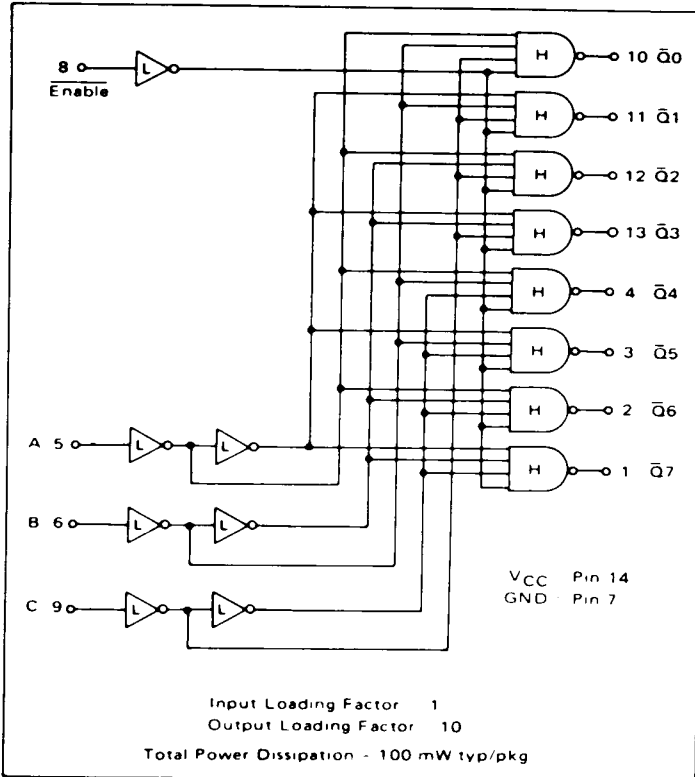 8
Enable
L
H 10 Q̄0
H 11 Q̄1
H 12 Q̄2
H 13 Q̄3
H 4 Q̄4
H 3 Q̄5
H 2 Q̄6
H 1 Q̄7
A 5 L L
B 6 L L
C 9 L L
VCC Pin 14
GND Pin 7
Input Loading Factor 1
Output Loading Factor 10
Total Power Dissipation - 100 mW typ/pkg